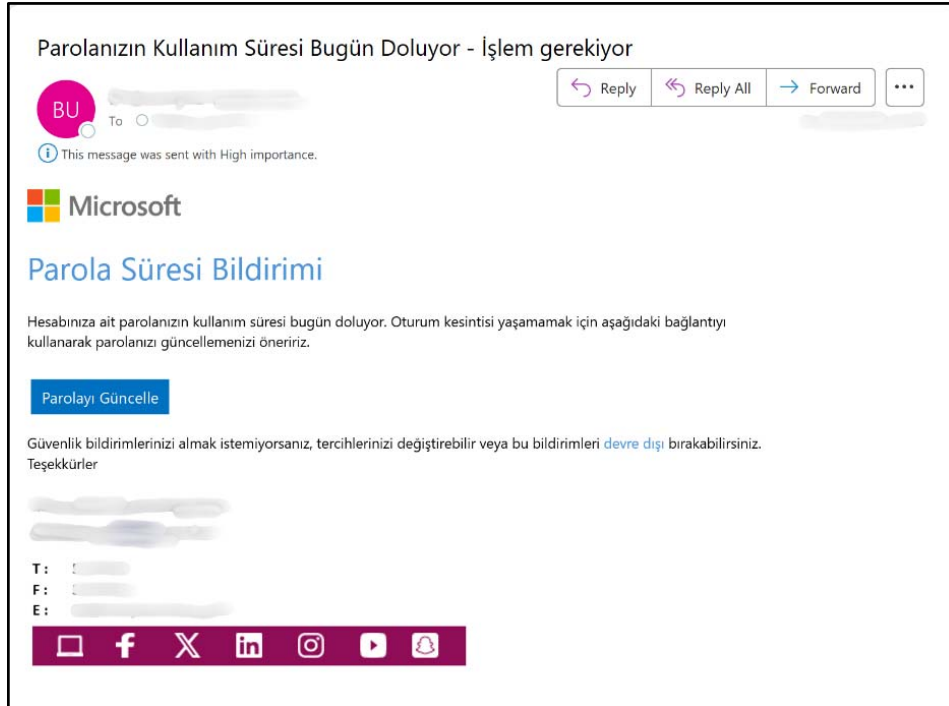 Parolanızın Kullanım Süresi Bugün Doluyor - İşlem gerekiyor
BU
To
Reply
Reply All
Forward
This message was sent with High importance.
Microsoft
Parola Süresi Bildirimi
Hesabınıza ait parolanızın kullanım süresi bugün doluyor. Oturum kesintisi yaşamamak için aşağıdaki bağlantıyı
kullanarak parolanızı güncellemenizi öneririz.
Parolayı Güncelle
Güvenlik bildirimlerinizi almak istemiyorsanız, tercihlerinizi değiştirebilir veya bu bildirimleri devre dışı bırakabilirsiniz.
Teşekkürler
T :
F :
E :